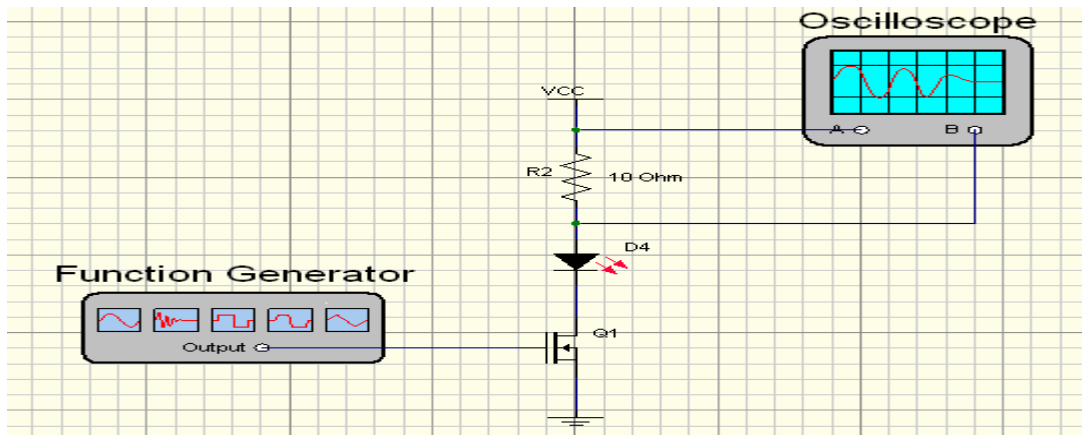 Oscilloscope
VCC
A
B
R2
10 Ohm
D4
Function Generator
Q1
Output